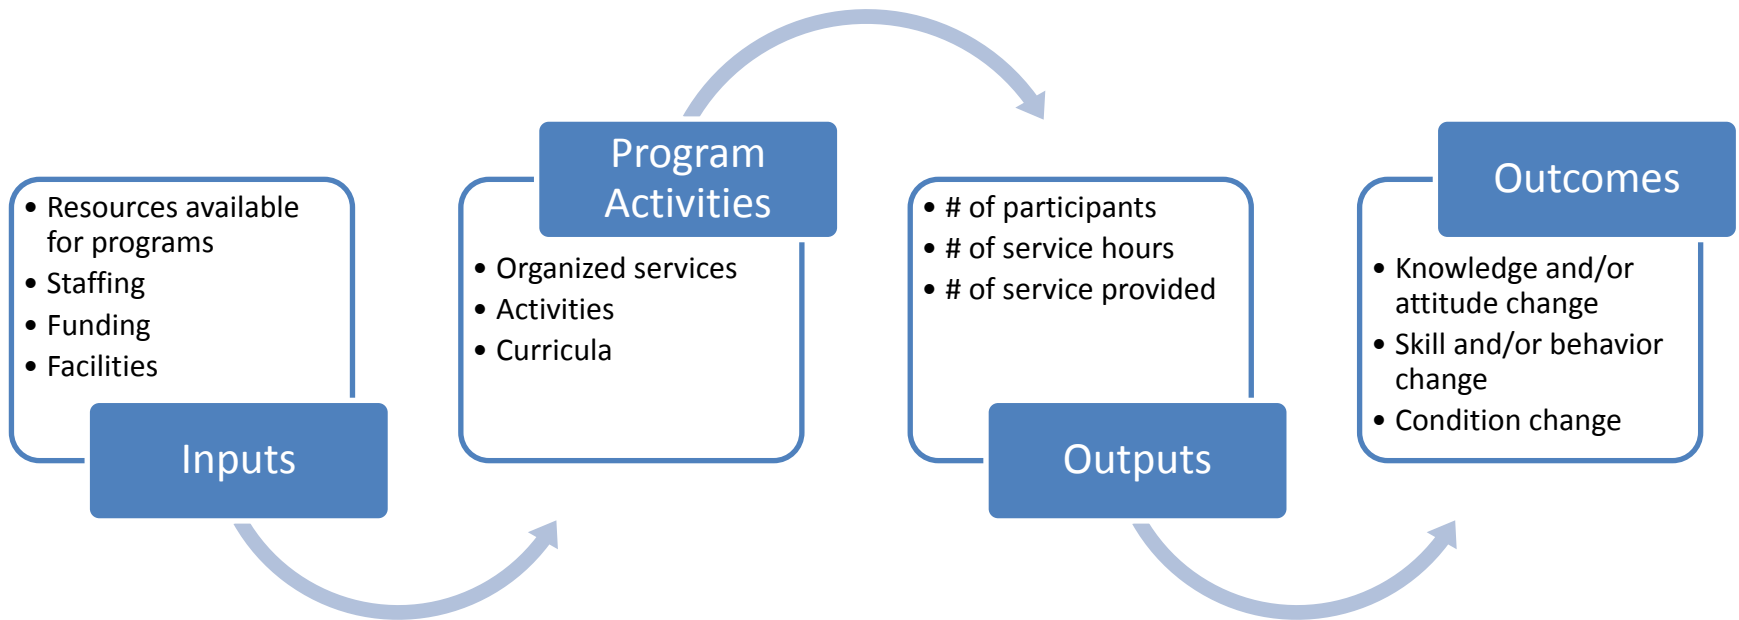 • Resources available
for programs
• Staffing
• Funding
• Facilities
Inputs
Program
Activities
• Organized services
• Activities
• Curricula
• # of participants
• # of service hours
• # of service provided
Outputs
Outcomes
• Knowledge and/or
attitude change
• Skill and/or behavior
change
• Condition change